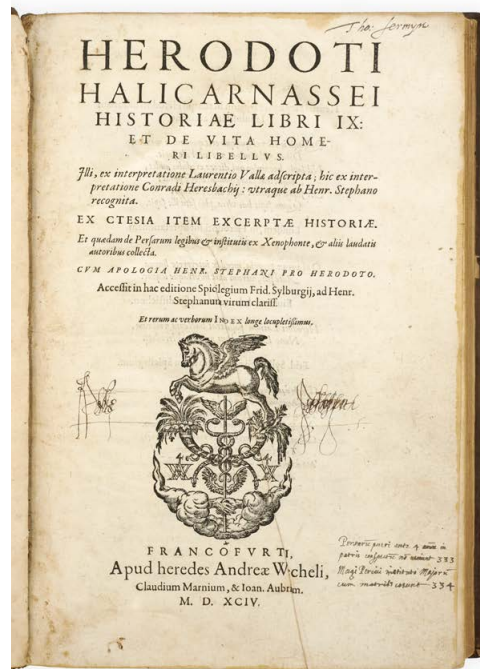 Tho: Jermyn
HERODOTI
HALICARNASSEI
HISTORIAE LIBRI IX:
ET DE VITA HOME-
RI LIBELLVS.
Illi, ex interpretatione Laurentio Vallæ adscripta; hic ex inter-
pretatione Conradi Heresbachij: vtraque ab Henr. Stephano
recognita.
EX CTESIA ITEM EXCERPTÆ HISTORIÆ.
Et quædam de Persarum legibus & institutis ex Xenophonte, & aliis laudatis
autoribus collecta.
CVM APOLOGIA HENR. STEPHANI PRO HERODOTO.
Accessit in hac editione Spicilegium Frid. Sylburgij, ad Henr.
Stephanum virum clariss.
Et rerum ac verborum INDEX longe locupletissimus.
FRANCOFVRTI,
Apud heredes Andreæ Wecheli,
Claudium Marnium, & Ioan. Aubrim.
M. D. XCIV.
333
334